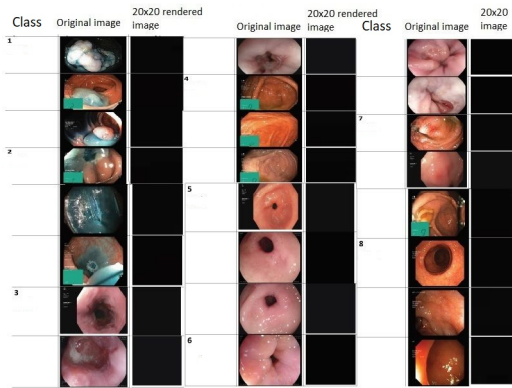 Class
Original image
20x20 rendered
image
1
2
3
Original image
20x20 rendered
image
4
5
6
Class
Original image
20x20
image
7
8